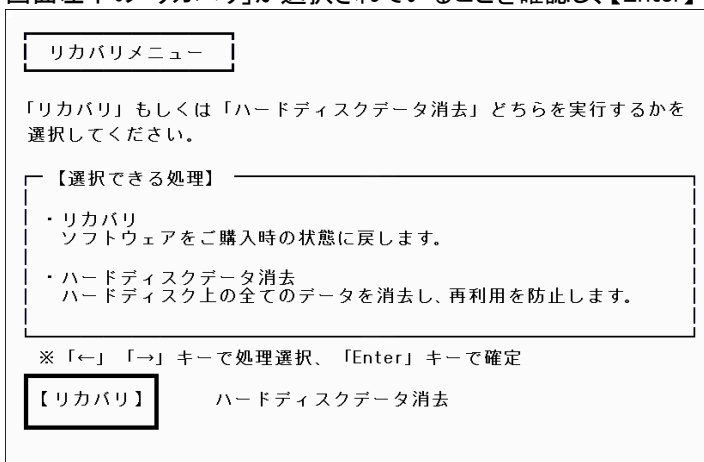 リカバリメニュー
「リカバリ」もしくは「ハードディスクデータ消去」どちらを実行するかを
選択してください。
【選択できる処理】
・リカバリ
ソフトウェアをご購入時の状態に戻します。
・ハードディスクデータ消去
ハードディスク上の全てのデータを消去し、再利用を防止します。
※「←」「→」キーで処理選択、「Enter」キーで確定
【リカバリ】 ハードディスクデータ消去